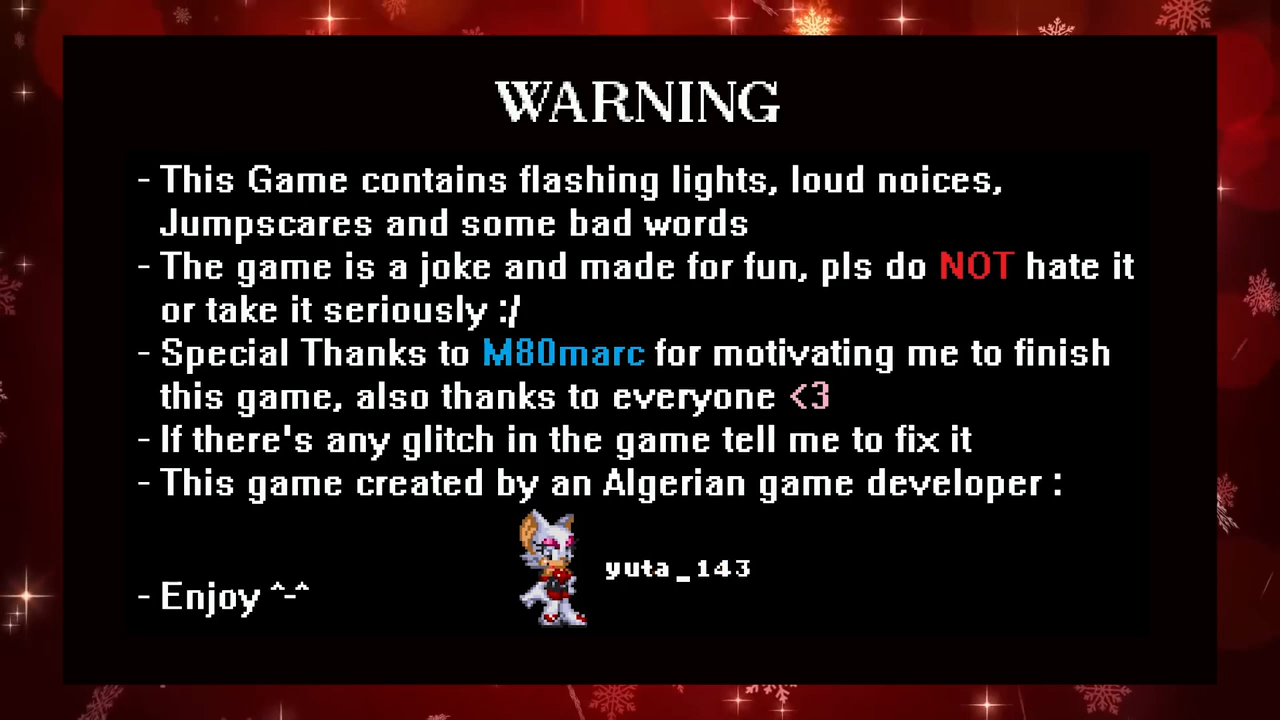 WARNING
- This Game contains flashing lights, loud noices,
Jumpscares and some bad words
- The game is a joke and made for fun, pls do NOT hate it
or take it seriously :/
- Special Thanks to M80marc for motivating me to finish
this game, also thanks to everyone <3
- If there's any glitch in the game tell me to fix it
- This game created by an Algerian game developer :
yuta_143
- Enjoy ^-^